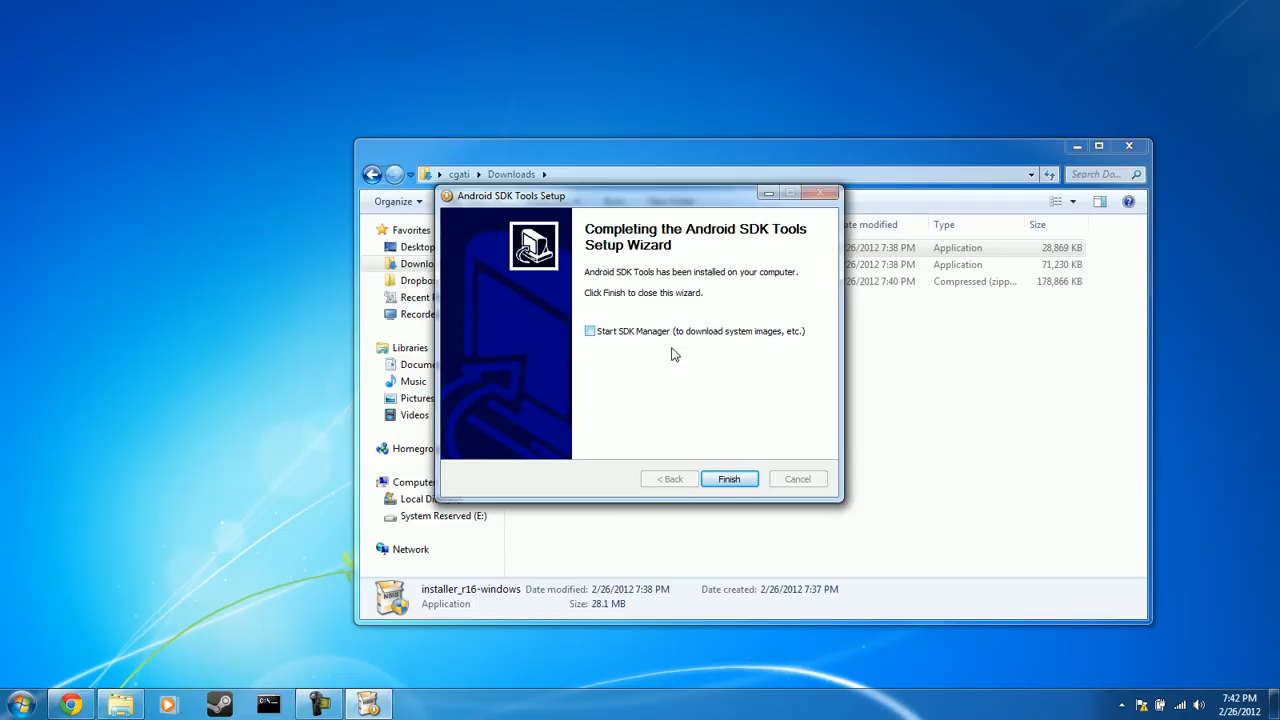 cgati
Downloads
Search Do...
Android SDK Tools Setup
Organize
Completing the Android SDK Tools
Setup Wizard
Android SDK Tools has been installed on your computer.
Click Finish to close this wizard.
Start SDK Manager (to download system images, etc.)
< Back
Finish
Cancel
Favorites
Desktop
Downlo
Dropbo
Recent
Recorde
Libraries
Docume
Music
Pictures
Videos
Homegro
Compute
Local Di
System Reserved (E:)
Network
ate modified
Type
Size
/26/2012 7:38 PM
Application
28,869 KB
/26/2012 7:38 PM
Application
71,230 KB
/26/2012 7:40 PM
Compressed (zipp...
178,866 KB
installer_r16-windows
Date modified: 2/26/2012 7:38 PM
Date created: 2/26/2012 7:37 PM
Application
Size: 28.1 MB
7:42 PM
2/26/2012